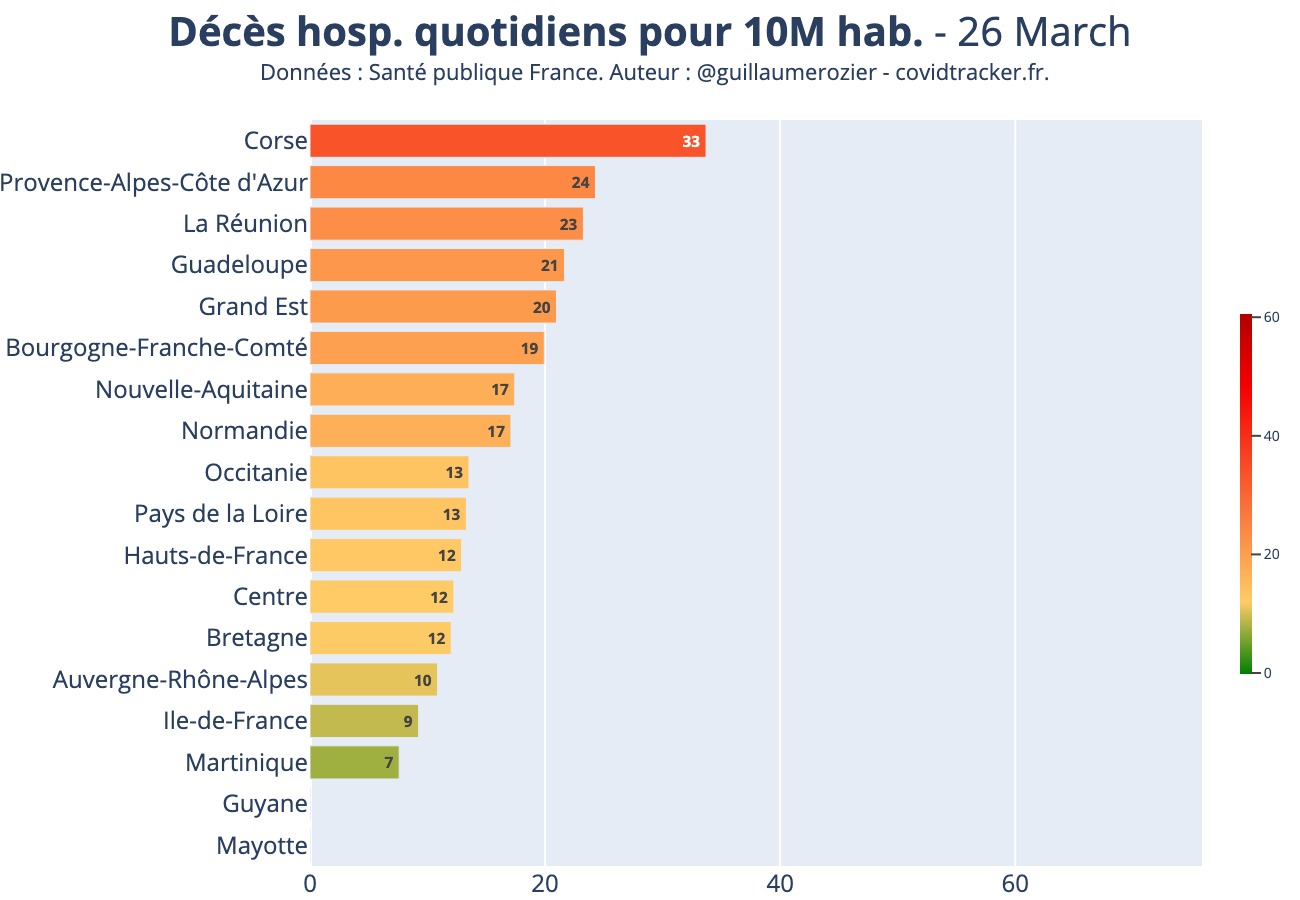 Décès hosp. quotidiens pour 10M hab. - 26 March
Données : Santé publique France. Auteur : @guillaumerozier - covidtracker.fr.
Corse 33
Provence-Alpes-Côte d'Azur 24
La Réunion 23
Guadeloupe 21
Grand Est 20
Bourgogne-Franche-Comté 19
Nouvelle-Aquitaine 17
Normandie 17
Occitanie 13
Pays de la Loire 13
Hauts-de-France 12
Centre 12
Bretagne 12
Auvergne-Rhône-Alpes 10
Ile-de-France 9
Martinique 7
Guyane
Mayotte
0 20 40 60
60
40
20
0